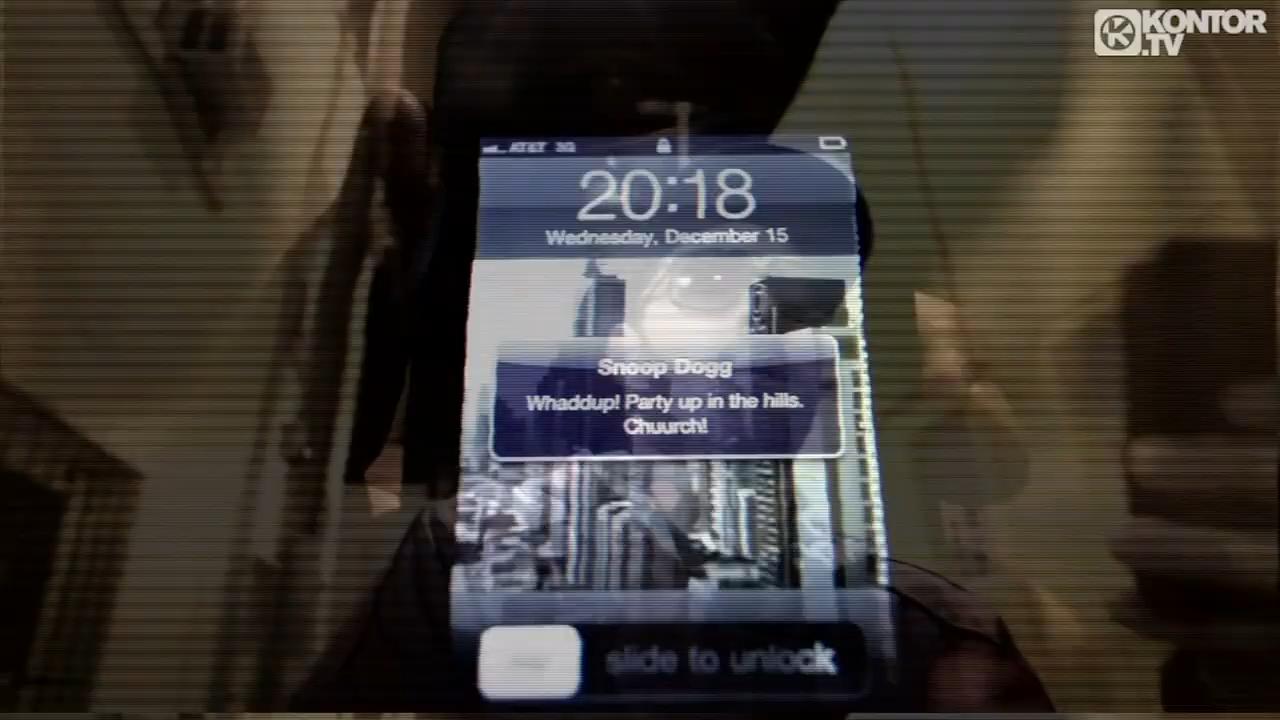 KONTOR
.TV
AT&T 3G
20:18
Wednesday, December 15
Snoop Dogg
Whaddup! Party up in the hills.
Chuurch!
slide to unlock